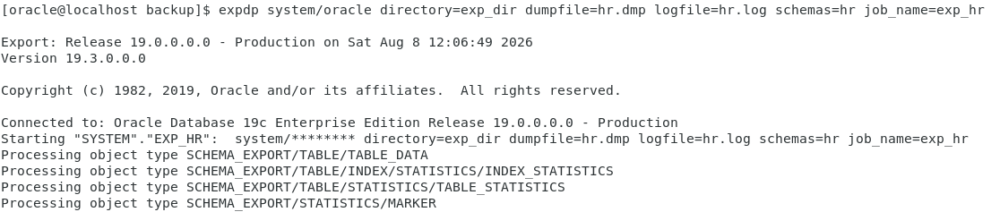 [oracle@localhost backup]$ expdp system/oracle directory=exp_dir dumpfile=hr.dmp logfile=hr.log schemas=hr job_name=exp_hr
Export: Release 19.0.0.0.0 - Production on Sat Aug 8 12:06:49 2026
Version 19.3.0.0.0
Copyright (c) 1982, 2019, Oracle and/or its affiliates.  All rights reserved.
Connected to: Oracle Database 19c Enterprise Edition Release 19.0.0.0.0 - Production
Starting "SYSTEM"."EXP_HR":  system/******** directory=exp_dir dumpfile=hr.dmp logfile=hr.log schemas=hr job_name=exp_hr
Processing object type SCHEMA_EXPORT/TABLE/TABLE_DATA
Processing object type SCHEMA_EXPORT/TABLE/INDEX/STATISTICS/INDEX_STATISTICS
Processing object type SCHEMA_EXPORT/TABLE/STATISTICS/TABLE_STATISTICS
Processing object type SCHEMA_EXPORT/STATISTICS/MARKER